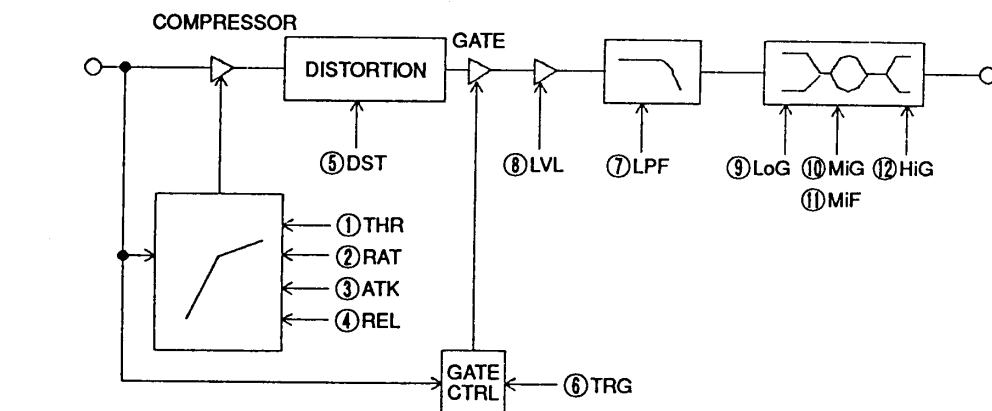 COMPRESSOR
DISTORTION
GATE
⑤DST
⑧LVL
⑦LPF
⑨LoG ⑩MiG ⑫HiG
⑪MiF
①THR
②RAT
③ATK
④REL
GATE
CTRL
⑥TRG